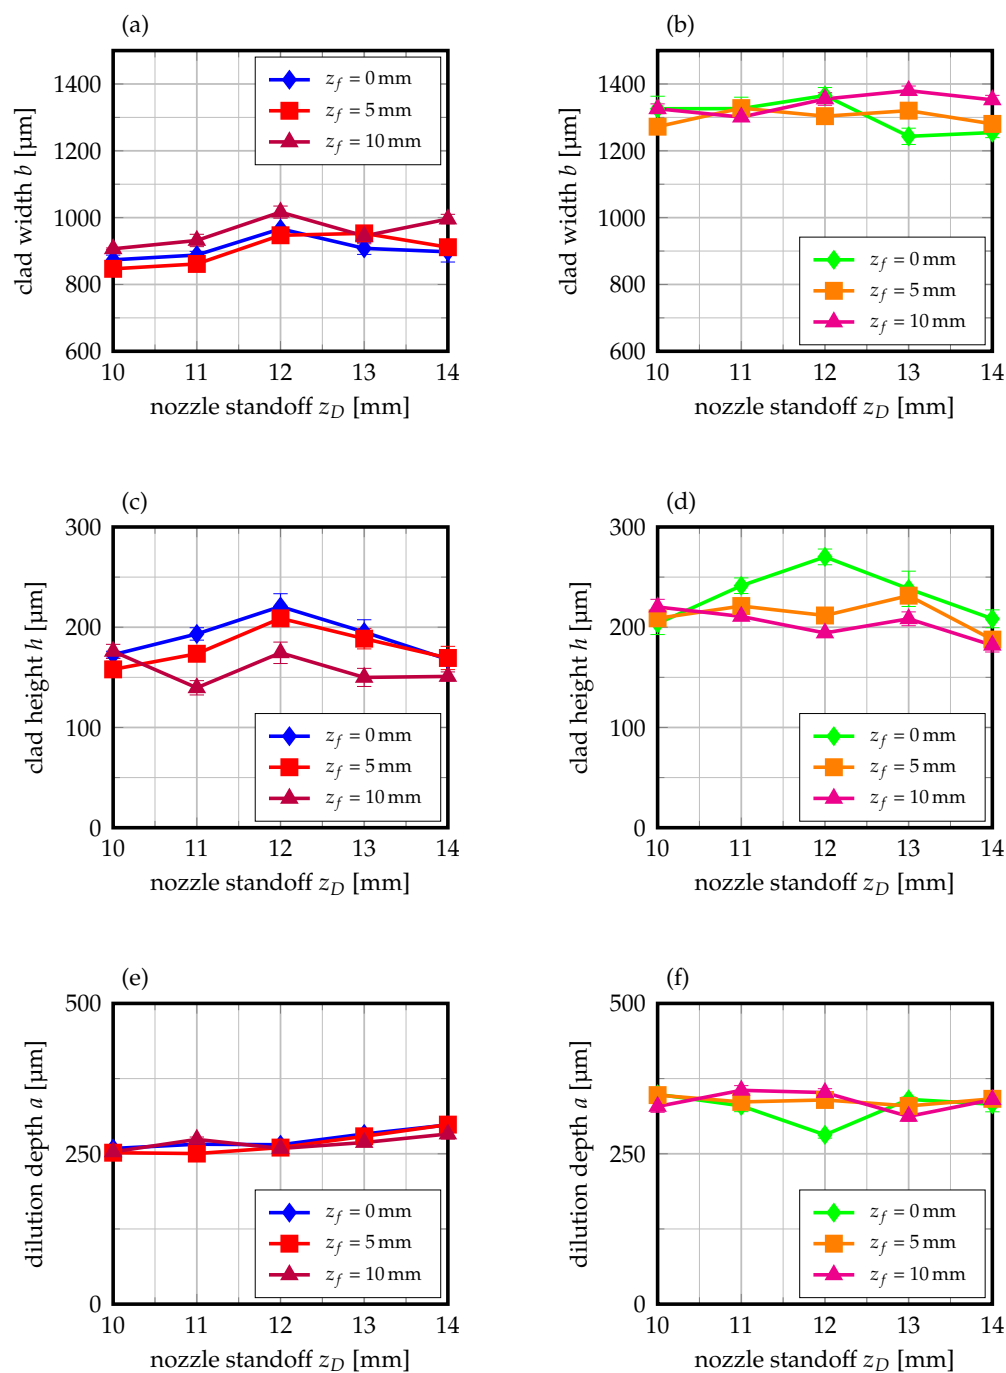 (a)
clad width b [µm]
1400
1200
1000
800
600
z_f = 0 mm
z_f = 5 mm
z_f = 10 mm
10 11 12 13 14
nozzle standoff z_D [mm]
(b)
clad width b [µm]
1400
1200
1000
800
600
z_f = 0 mm
z_f = 5 mm
z_f = 10 mm
10 11 12 13 14
nozzle standoff z_D [mm]
(c)
clad height h [µm]
300
200
100
0
z_f = 0 mm
z_f = 5 mm
z_f = 10 mm
10 11 12 13 14
nozzle standoff z_D [mm]
(d)
clad height h [µm]
300
200
100
0
z_f = 0 mm
z_f = 5 mm
z_f = 10 mm
10 11 12 13 14
nozzle standoff z_D [mm]
(e)
dilution depth a [µm]
500
250
0
z_f = 0 mm
z_f = 5 mm
z_f = 10 mm
10 11 12 13 14
nozzle standoff z_D [mm]
(f)
dilution depth a [µm]
500
250
0
z_f = 0 mm
z_f = 5 mm
z_f = 10 mm
10 11 12 13 14
nozzle standoff z_D [mm]